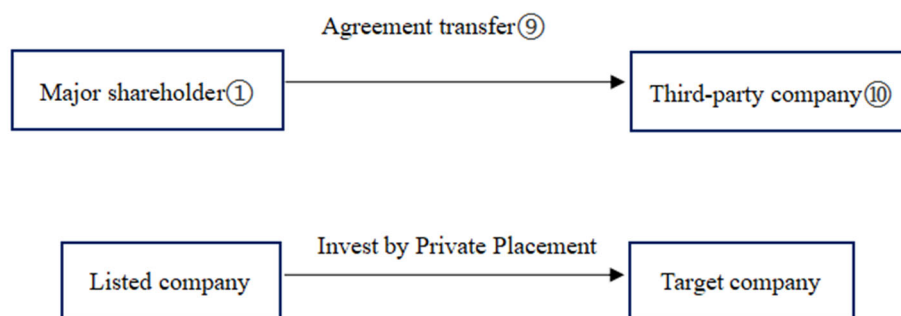 Agreement transfer⑨
Major shareholder①
Third-party company⑩
Invest by Private Placement
Listed company
Target company